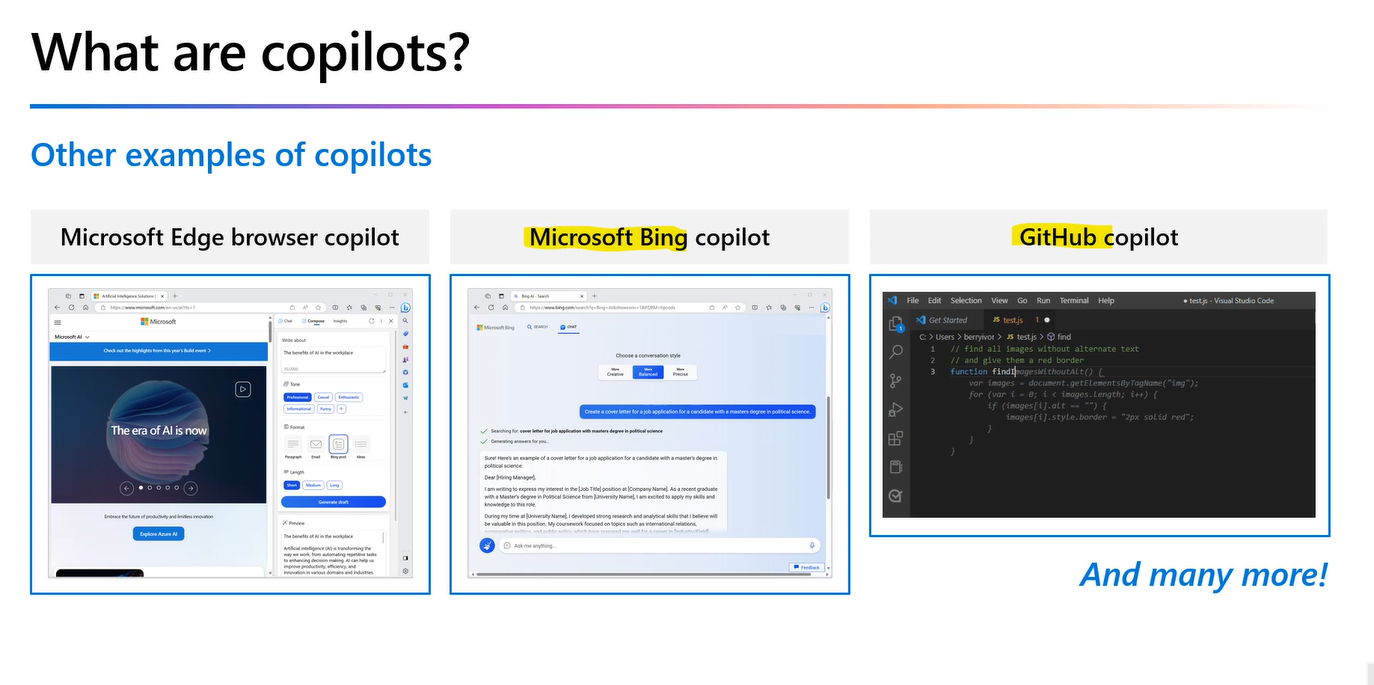 What are copilots?
Other examples of copilots
Microsoft Edge browser copilot
Artificial Intelligence Solutions |
https://www.microsoft.com/en-us/ai?rtc=1
Microsoft
Microsoft AI
Check out the highlights from this year's Build event >
The era of AI is now
Embrace the future of productivity and limitless innovation
Explore Azure AI
Chat Compose Insights
Write about
The benefits of AI in the workplace
Tone
Professional Casual Enthusiastic
Informational Funny +
Format
Paragraph Email Blog post Ideas
Length
Short Medium Long
Generate draft
Preview
The benefits of AI in the workplace
Artificial intelligence (AI) is transforming the
way we work, from automating repetitive tasks
to enhancing decision making. AI can help us
improve productivity, efficiency, and
innovation in various domains and industries.
Microsoft Bing copilot
Bing AI - Search
Microsoft Bing SEARCH CHAT
Choose a conversation style
More Creative
More Balanced
More Precise
Create a cover letter for a job application for a candidate with a masters degree in political science.
Searching for: cover letter for job application with masters degree in political science
Generating answers for you...
Sure! Here's an example of a cover letter for a job application for a candidate with a master's degree in
political science:
Dear [Hiring Manager],
I am writing to express my interest in the [Job Title] position at [Company Name]. As a recent graduate
with a Master's degree in Political Science from [University Name], I am excited to apply my skills and
knowledge to this role.
During my time at [University Name], I developed strong research and analytical skills that I believe will
be valuable in this position. My coursework focused on topics such as international relations,
Ask me anything...
Feedback
GitHub copilot
File Edit Selection View Go Run Terminal Help
● test.js - Visual Studio Code
Get Started JS test.js 1 ●
C: > Users > berryivor > JS test.js > find
1 // find all images without alternate text
2 // and give them a red border
3 function findImagesWithoutAlt() {
var images = document.getElementsByTagName("img");
for (var i = 0; i < images.length; i++) {
if (images[i].alt == "") {
images[i].style.border = "2px solid red";
}
}
}
1
And many more!